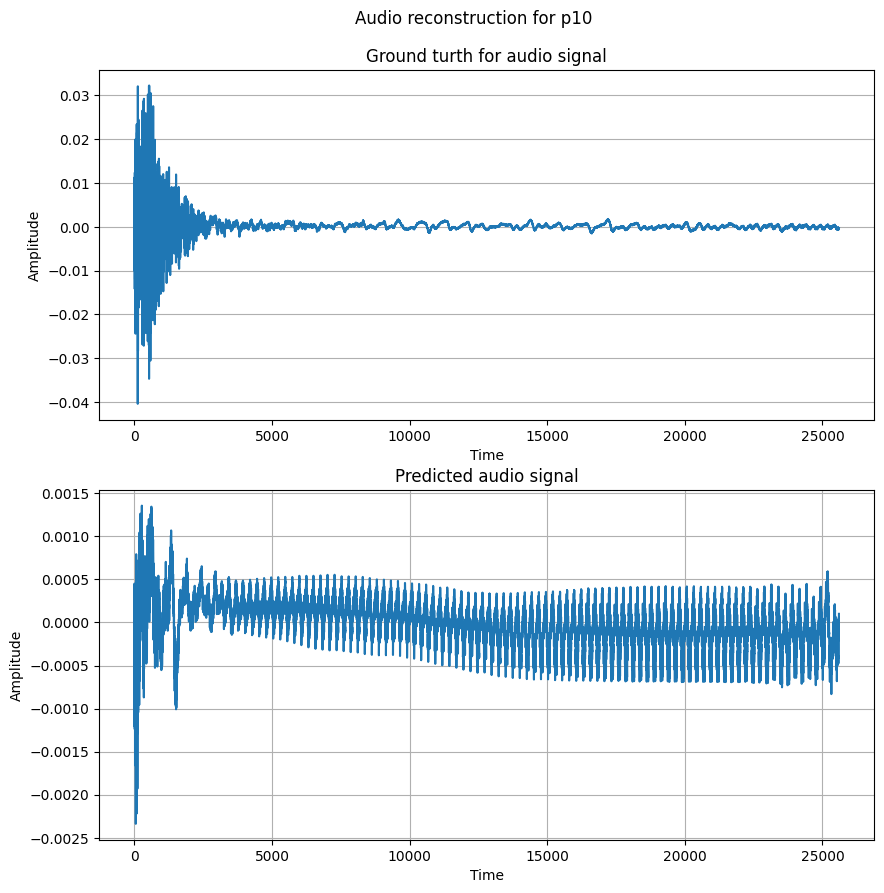 Audio reconstruction for p10
Ground turth for audio signal
0.03
0.02
0.01
0.00
−0.01
−0.02
−0.03
−0.04
Amplitude
0 5000 10000 15000 20000 25000
Time
Predicted audio signal
0.0015
0.0010
0.0005
0.0000
−0.0005
−0.0010
−0.0015
−0.0020
−0.0025
Amplitude
0 5000 10000 15000 20000 25000
Time